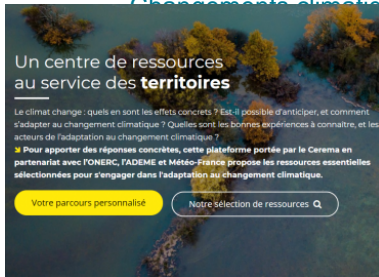 Changements climatiq
Un centre de ressources
au service des territoires
Le climat change : quels en sont les effets concrets ? Est-il possible d'anticiper, et comment
s'adapter au changement climatique ? Quelles sont les bonnes expériences à connaître, et les
acteurs de l'adaptation au changement climatique ?
Pour apporter des réponses concrètes, cette plateforme portée par le Cerema en
partenariat avec l'ONERC, l'ADEME et Météo-France propose les ressources essentielles
sélectionnées pour s'engager dans l'adaptation au changement climatique.
Votre parcours personnalisé
Notre sélection de ressources